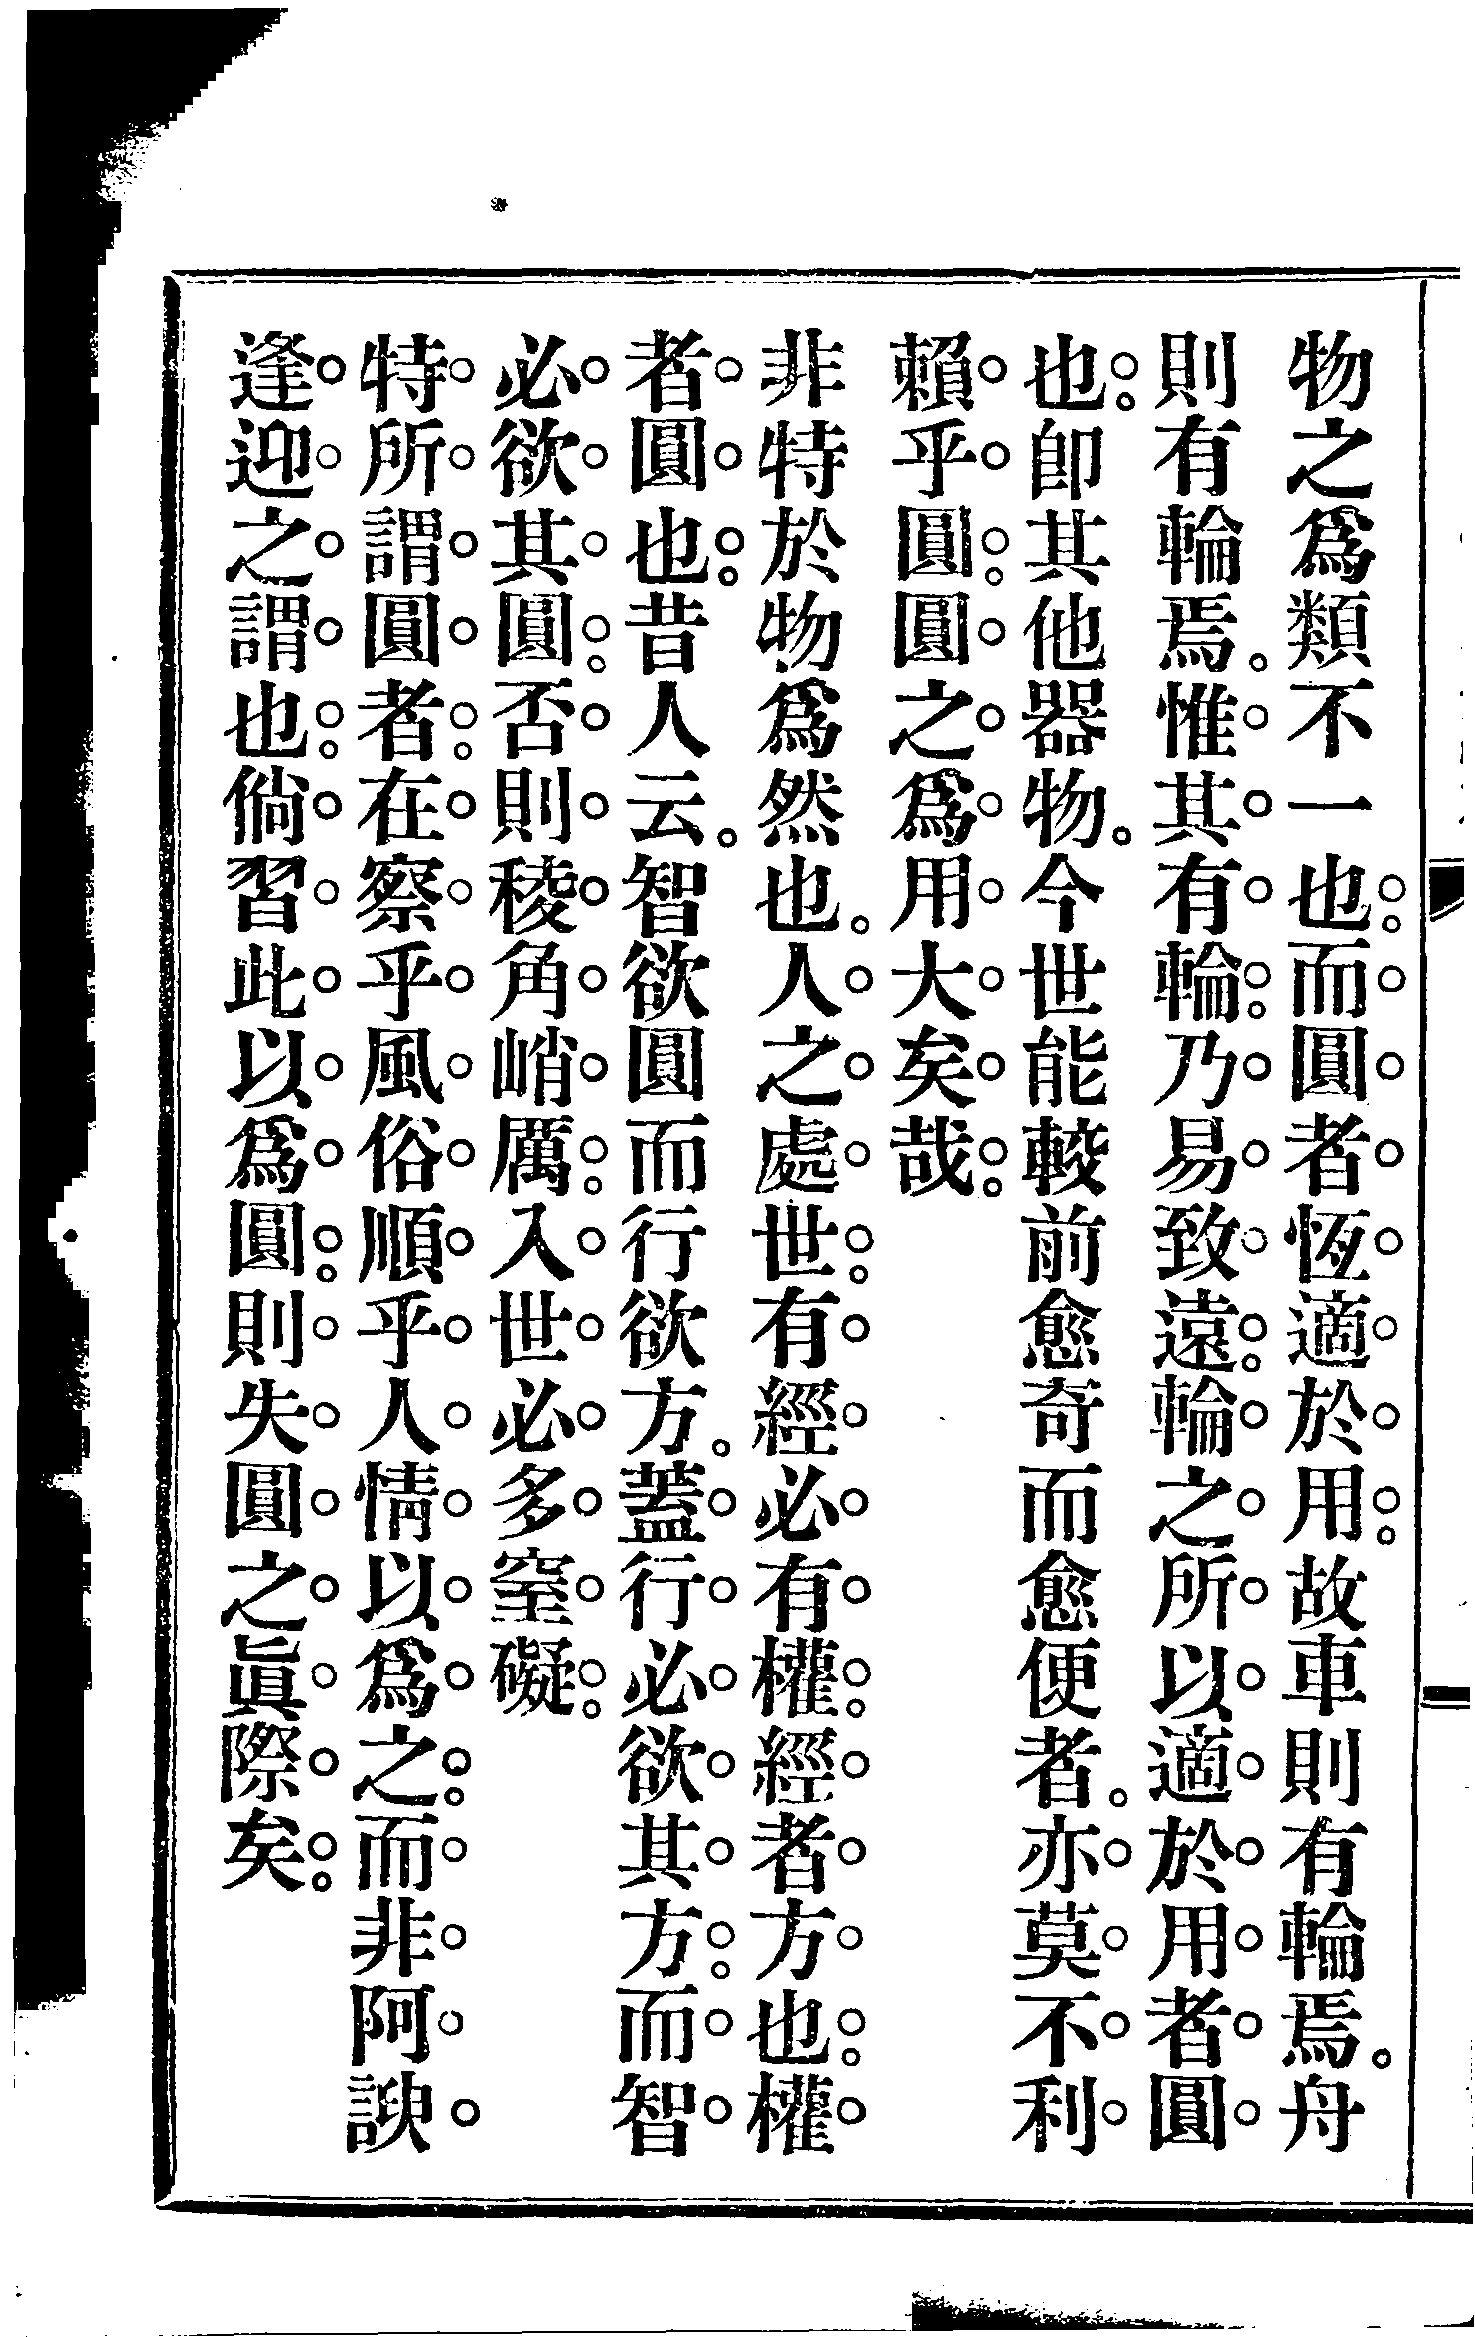 物之爲類不一也而圓者恆適於用故車則有輪焉。舟
則有輪焉。惟其有輪乃易致遠輪之所以適於用者圓
也卽其他器物。今世能較前愈奇而愈便者。亦莫不利
賴乎圓圓之爲用大矣哉
非特於物爲然也。人之處世有經必有權經者方也權
者圓也昔人云。智欲圓而行欲方。蓋行必欲其方而智
必欲其圓否則稜角峭厲入世必多窒礙
特所謂圓者在察乎風俗順乎人情以爲之而非阿諛
逢迎之謂也倘習此以爲圓則失圓之眞際矣